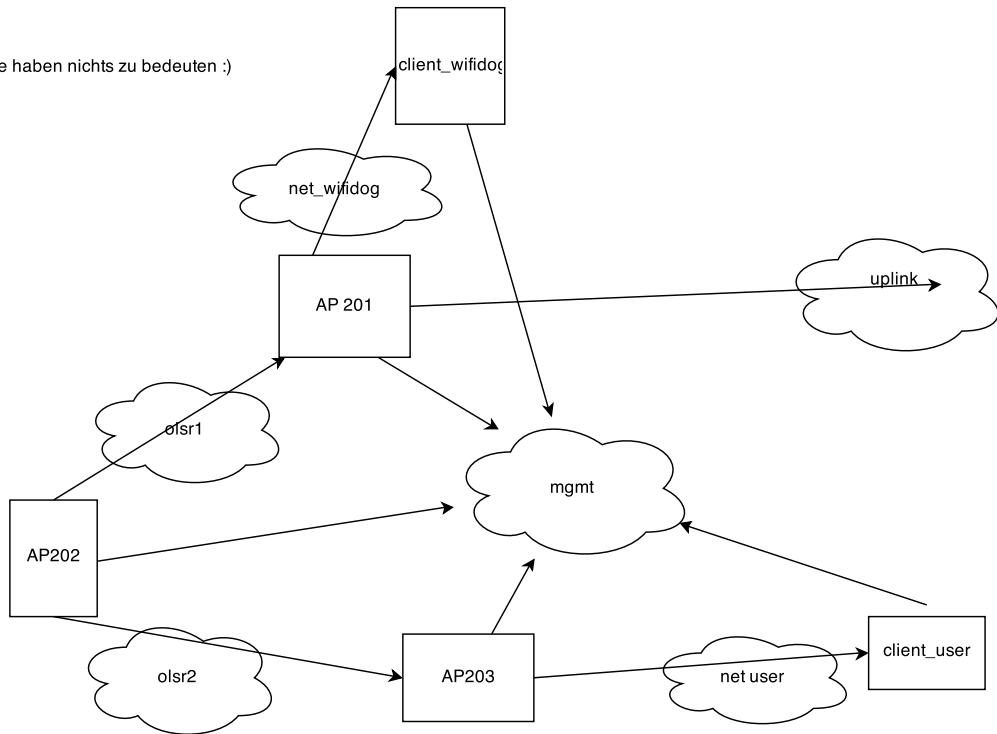 client_wifidog
e haben nichts zu bedeuten :)
net_wifidog
uplink
AP 201
olsr1
mgmt
AP202
client_user
olsr2
AP203
net user